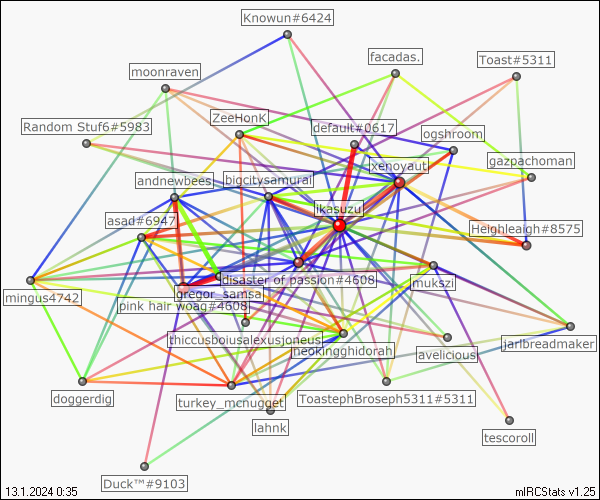 Knowun#6424
facadas.
Toast#5311
moonraven
ZeeHonK
Random Stuf6#5983
default#0617
ogshroom
xenoyaut
gazpachoman
andnewbees
bigcitysamurai
ikasuzu
asad#6947
Heighleigh#8575
disaster of passion#4608
mukszi
mingus4742
gregor_samsa
pink hair woag#4608
thiccusboiusalexusjoneus
neokingghidorah
avelicious
jarlbreadmaker
doggerdig
turkey_mcnugget
ToastephBroseph5311#5311
lahnk
tescoroll
Duck™#9103
13.1.2024 0:35
mIRCStats v1.25